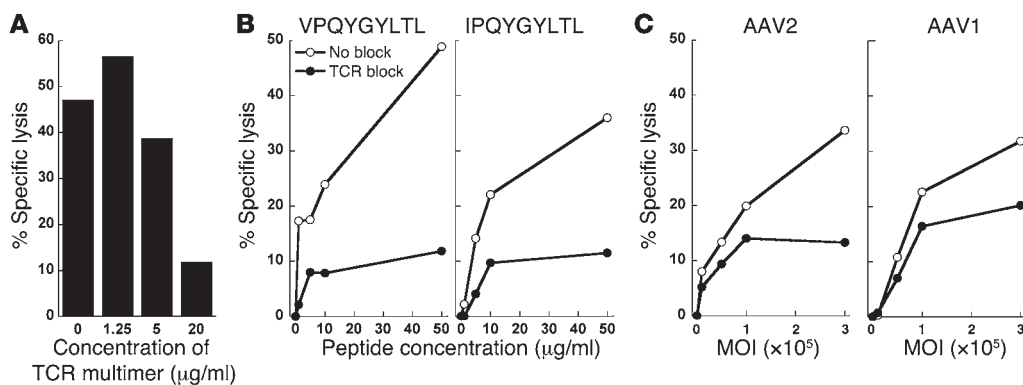 A
60
50
40
30
20
10
0
% Specific lysis
0 1.25 5 20
Concentration of
TCR multimer (μg/ml)
B
VPQYGYLTL IPQYGYLTL
No block
TCR block
50
40
30
20
10
0
% Specific lysis
0 10 20 30 40 50 0 10 20 30 40 50
Peptide concentration (μg/ml)
C
AAV2 AAV1
50
40
30
20
10
0
% Specific lysis
0 1 2 3 0 1 2 3
MOI (×10⁵) MOI (×10⁵)